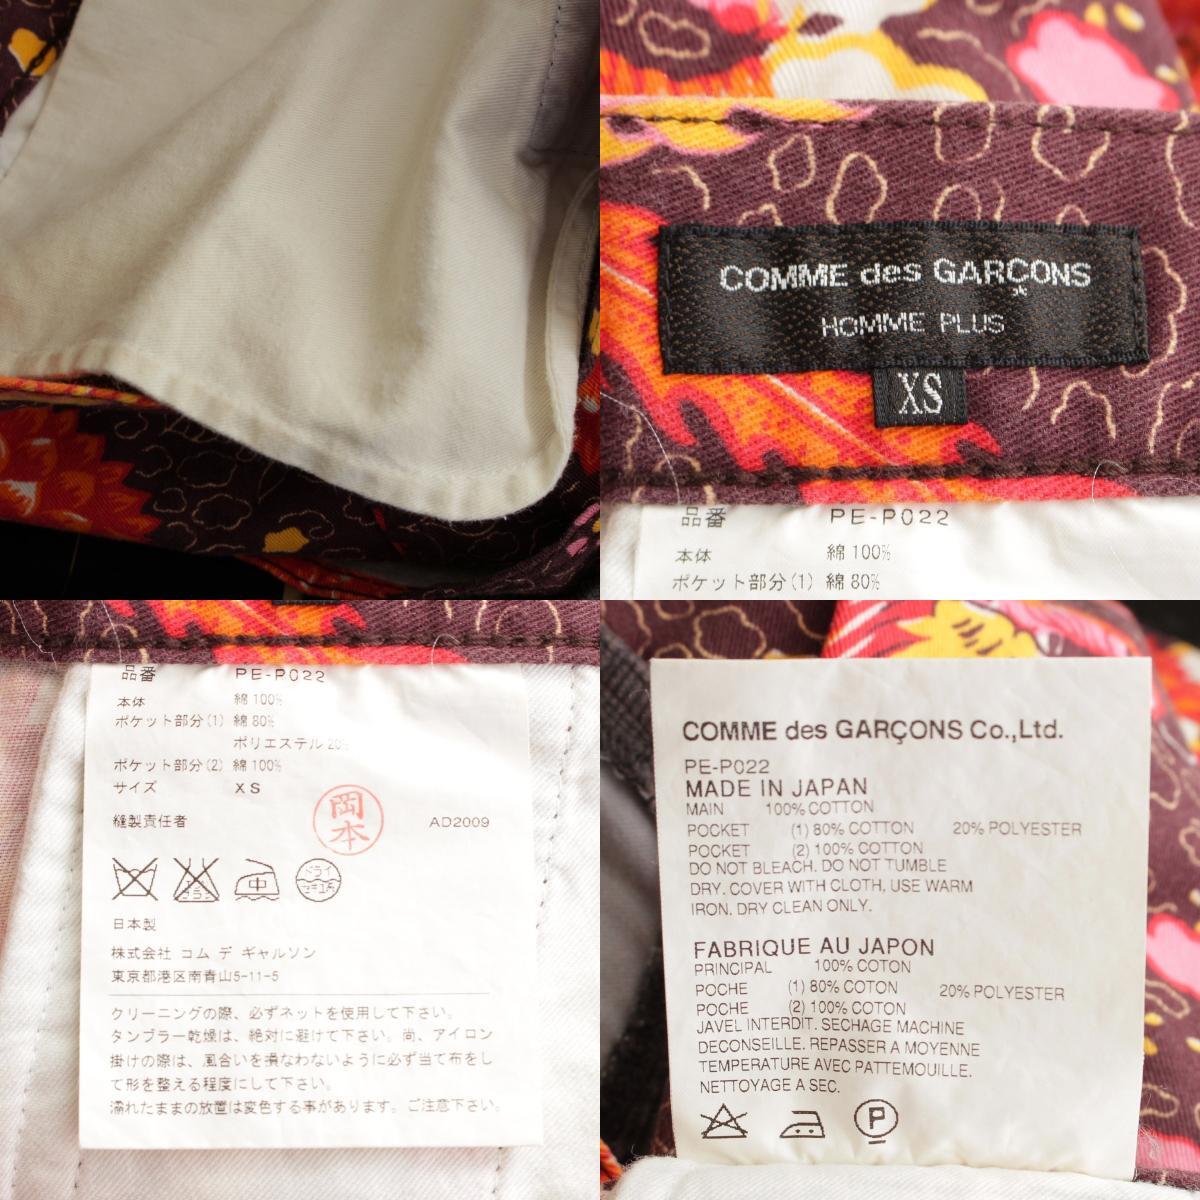 COMME des GARÇONS
HOMME PLUS
XS
品番 PE-P022
本体 綿 100%
ポケット部分(1) 綿 80%
品番 PE-P022
本体 綿 100%
ポケット部分(1) 綿 80%
ポリエステル 20%
ポケット部分(2) 綿 100%
サイズ XS
縫製責任者 岡本 AD2009
ドライ
日本製
株式会社 コム デ ギャルソン
東京都港区南青山5-11-5
クリーニングの際、必ずネットを使用して下さい。
タンブラー乾燥は、絶対に避けて下さい。尚、アイロン
掛けの際は、風合いを損なわないように必ず当て布をし
て形を整える程度にして下さい。
濡れたままの放置は変色する事があります。ご注意下さい。
COMME des GARÇONS Co.,Ltd.
PE-P022
MADE IN JAPAN
MAIN 100% COTTON
POCKET (1) 80% COTTON 20% POLYESTER
POCKET (2) 100% COTTON
DO NOT BLEACH. DO NOT TUMBLE
DRY. COVER WITH CLOTH, USE WARM
IRON. DRY CLEAN ONLY.
FABRIQUE AU JAPON
PRINCIPAL 100% COTON
POCHE (1) 80% COTON 20% POLYESTER
POCHE (2) 100% COTON
JAVEL INTERDIT. SECHAGE MACHINE
DECONSEILLE. REPASSER A MOYENNE
TEMPERATURE AVEC PATTEMOUILLE.
NETTOYAGE A SEC.
P